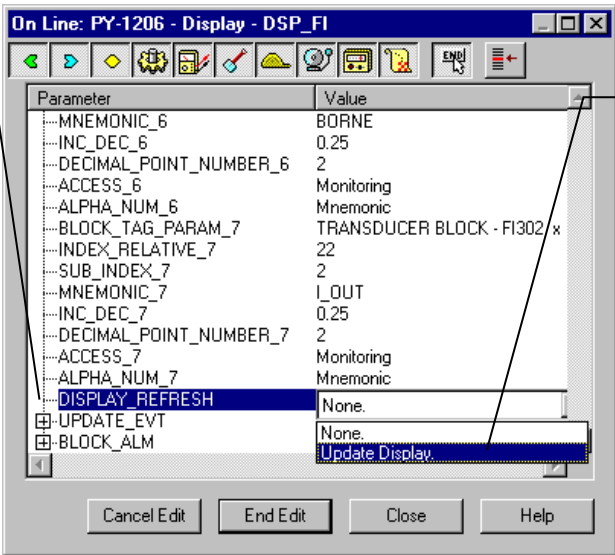 On Line: PY-1206 - Display - DSP_FI
END
Parameter Value
MNEMONIC_6 BORNE
INC_DEC_6 0.25
DECIMAL_POINT_NUMBER_6 2
ACCESS_6 Monitoring
ALPHA_NUM_6 Mnemonic
BLOCK_TAG_PARAM_7 TRANSDUCER BLOCK - FI302 x
INDEX_RELATIVE_7 22
SUB_INDEX_7 2
MNEMONIC_7 I_OUT
INC_DEC_7 0.25
DECIMAL_POINT_NUMBER_7 2
ACCESS_7 Monitoring
ALPHA_NUM_7 Mnemonic
DISPLAY_REFRESH None.
UPDATE_EVT None.
BLOCK_ALM Update Display.
Cancel Edit End Edit Close Help